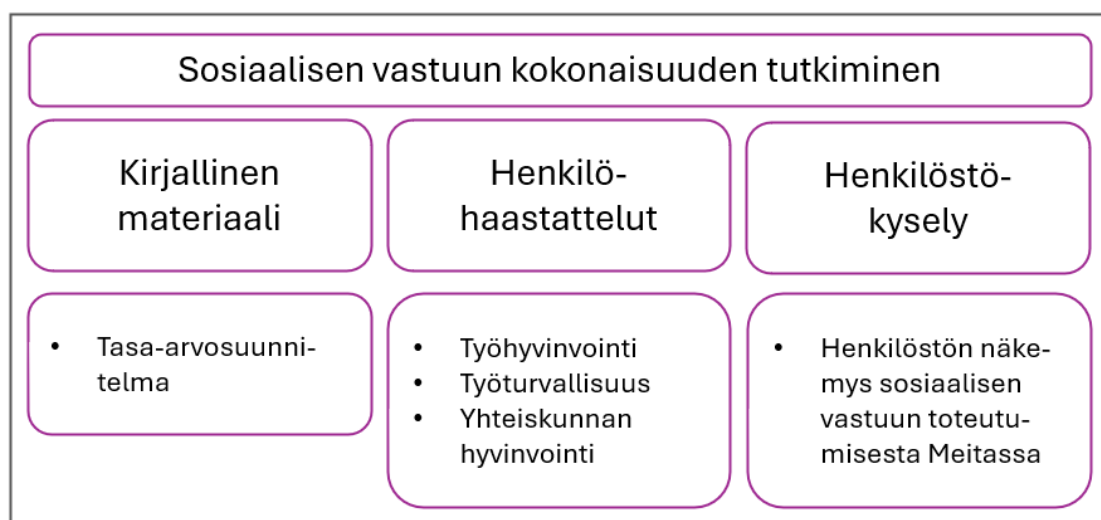 Sosiaalisen vastuun kokonaisuuden tutkiminen
Kirjallinen
materiaali
Henkilö-
haastattelut
Henkilöstö-
kysely
• Tasa-arvosuunni-
telma
• Työhyvinvointi
• Työturvallisuus
• Yhteiskunnan
hyvinvointi
• Henkilöstön näke-
mys sosiaalisen
vastuun toteutu-
misesta Meitassa